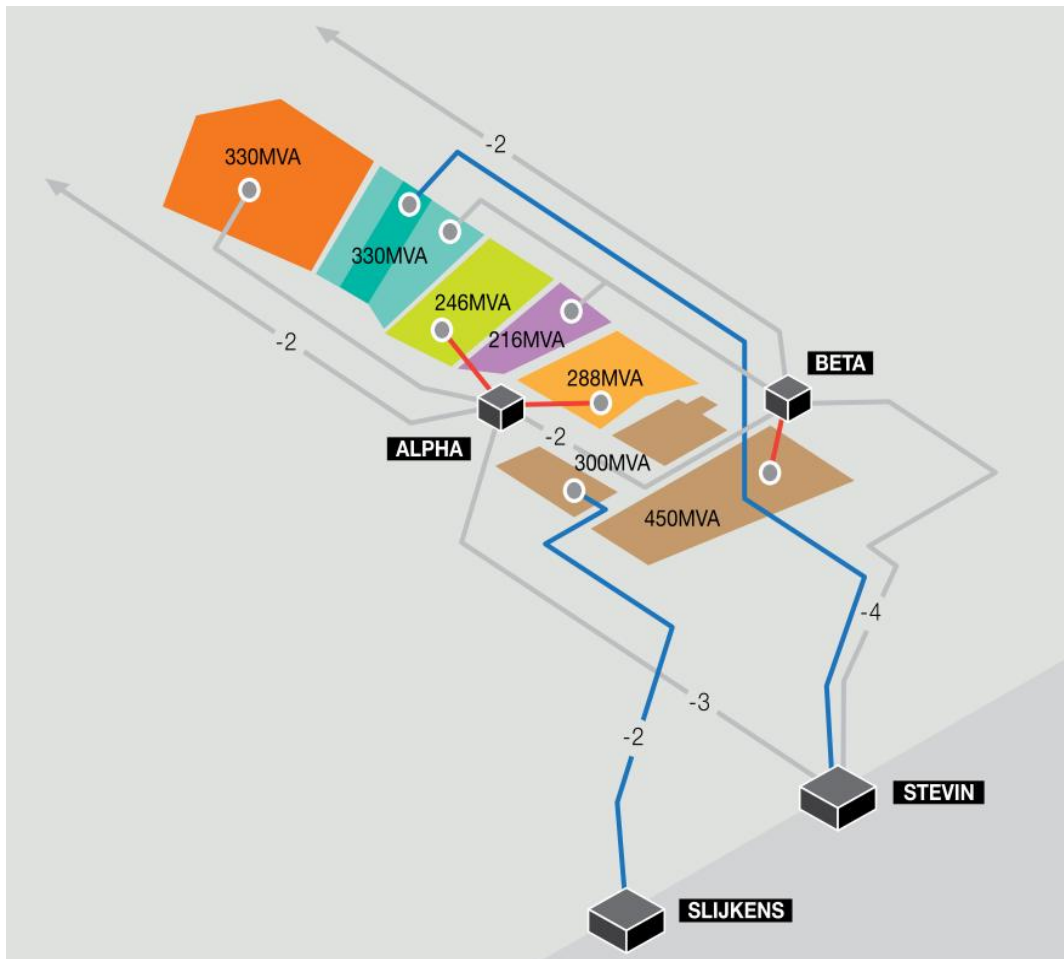 -2
330MVA
330MVA
246MVA
-2
216MVA
BETA
288MVA
ALPHA
-2
300MVA
450MVA
-4
-3
-2
STEVIN
SLIJKENS